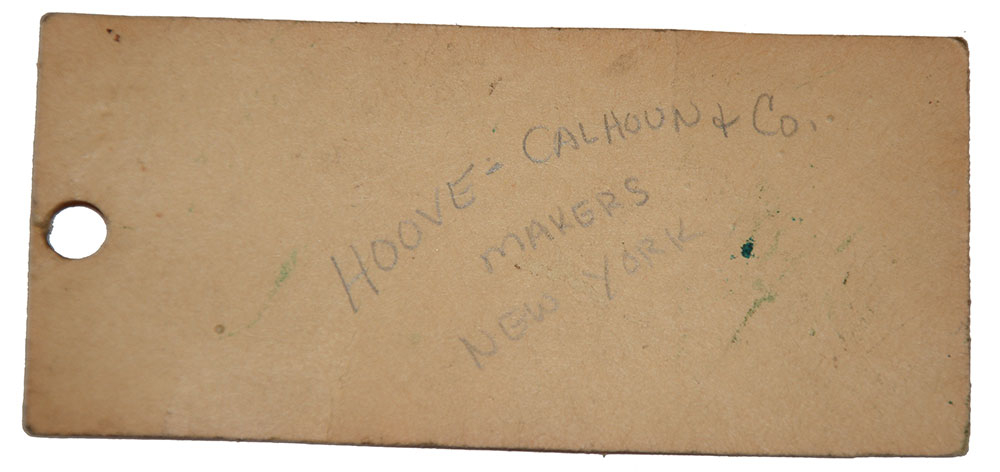 HOOVE - CALHOUN & Co.
MAKERS
NEW YORK